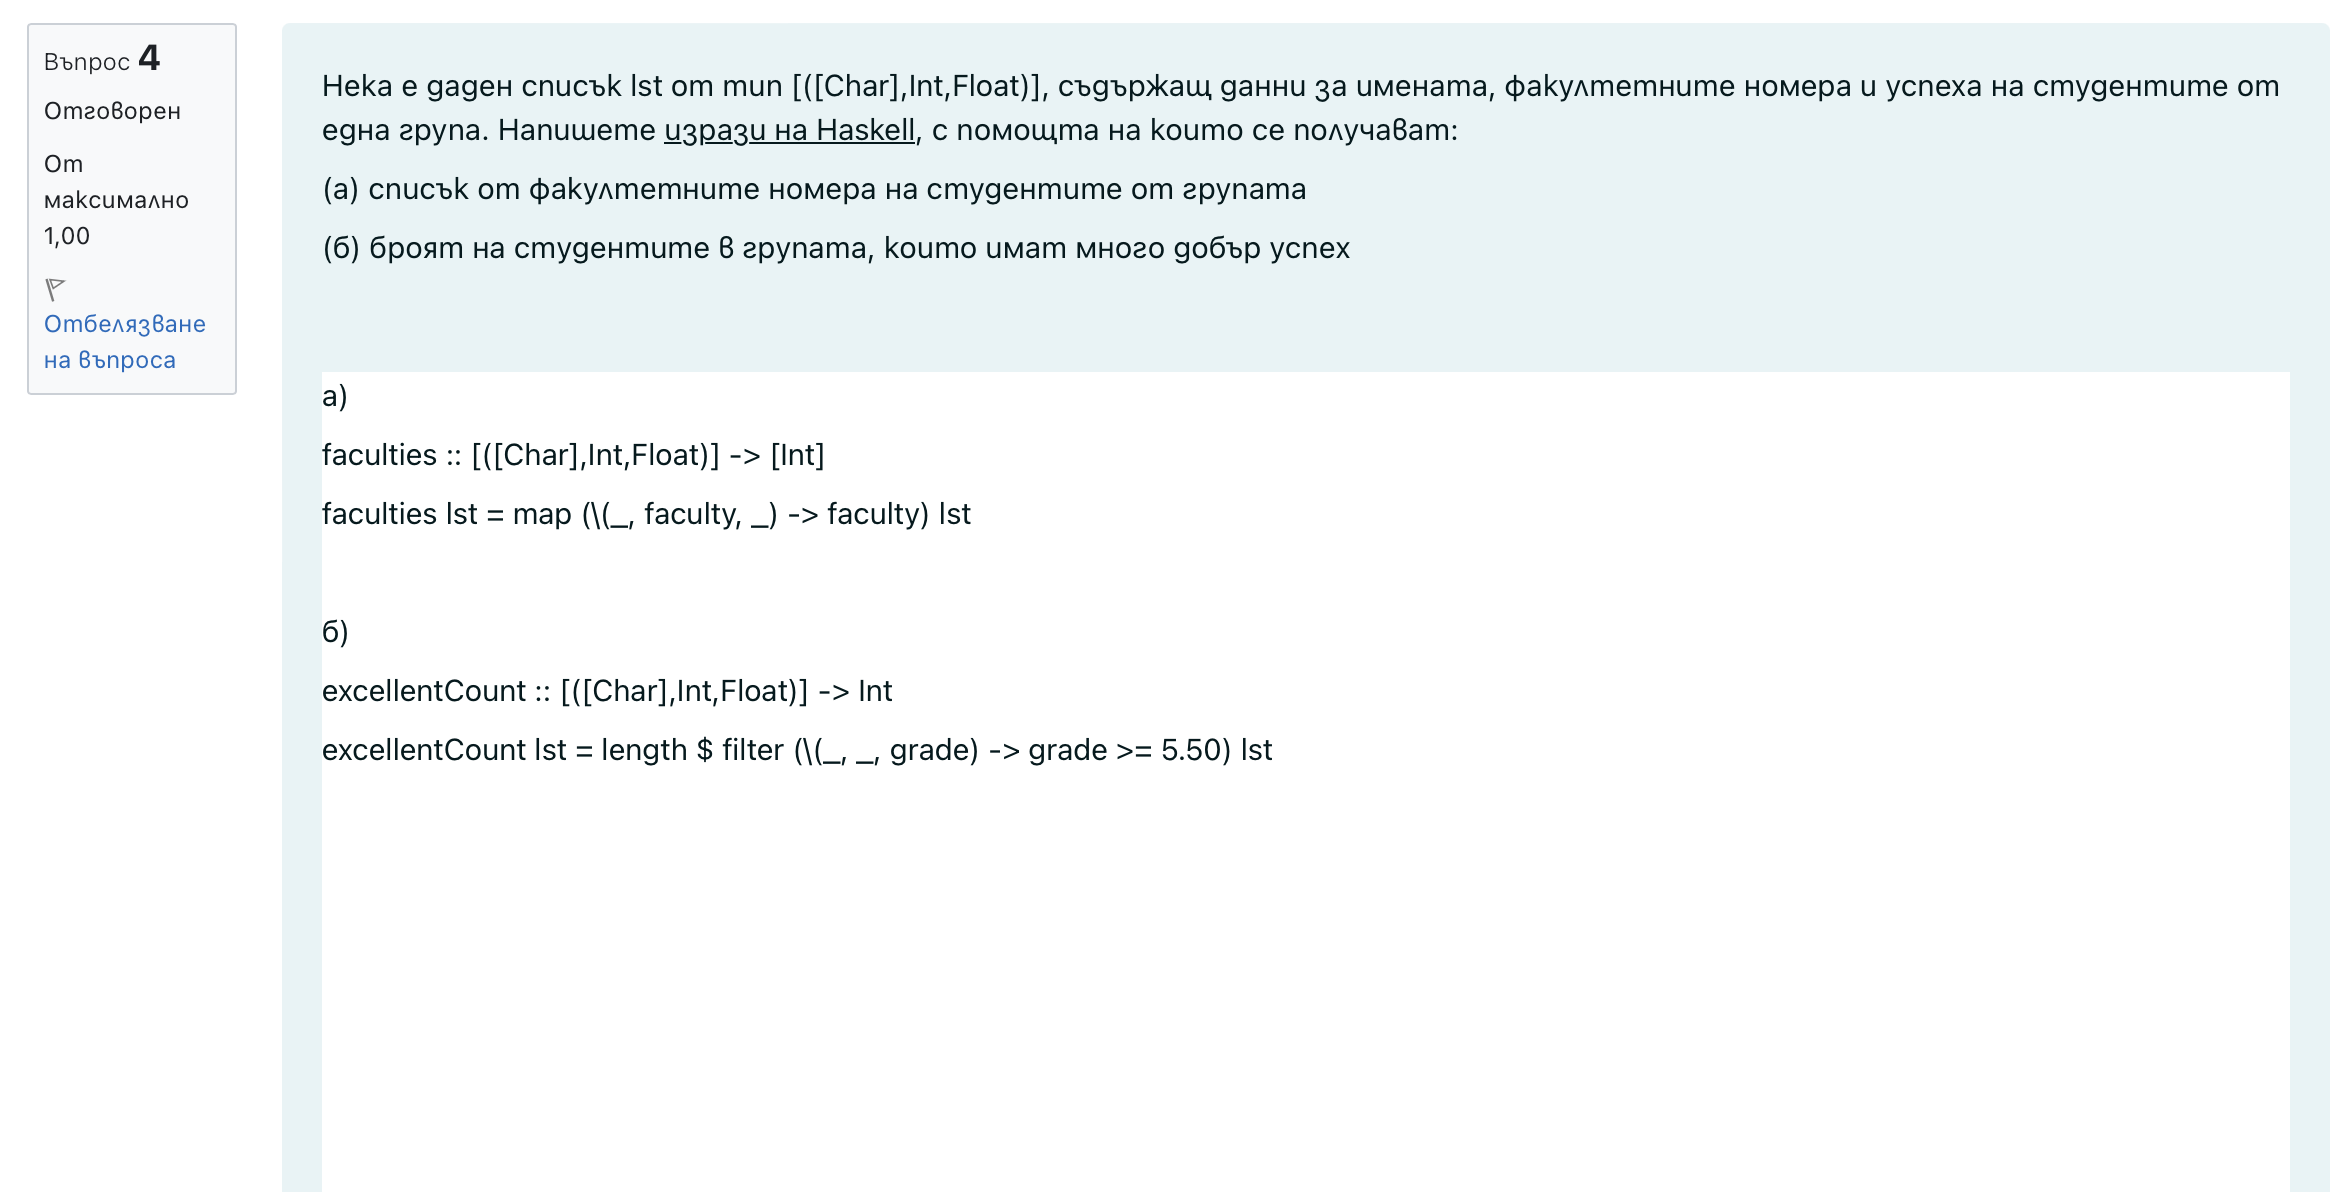 Въпрос 4
Отговорен
От
максимално
1,00
Отбелязване
на въпроса
Нека е даден списък lst от тип [([Char],Int,Float)], съдържащ данни за имената, факултетните номера и успеха на студентите от
една група. Напишете изрази на Haskell, с помощта на които се получават:
(а) списък от факултетните номера на студентите от групата
(б) броят на студентите в групата, които имат много добър успех
а)
faculties :: [([Char],Int,Float)] -> [Int]
faculties lst = map (\(_, faculty, _) -> faculty) lst
б)
excellentCount :: [([Char],Int,Float)] -> Int
excellentCount lst = length $ filter (\(_, _, grade) -> grade >= 5.50) lst